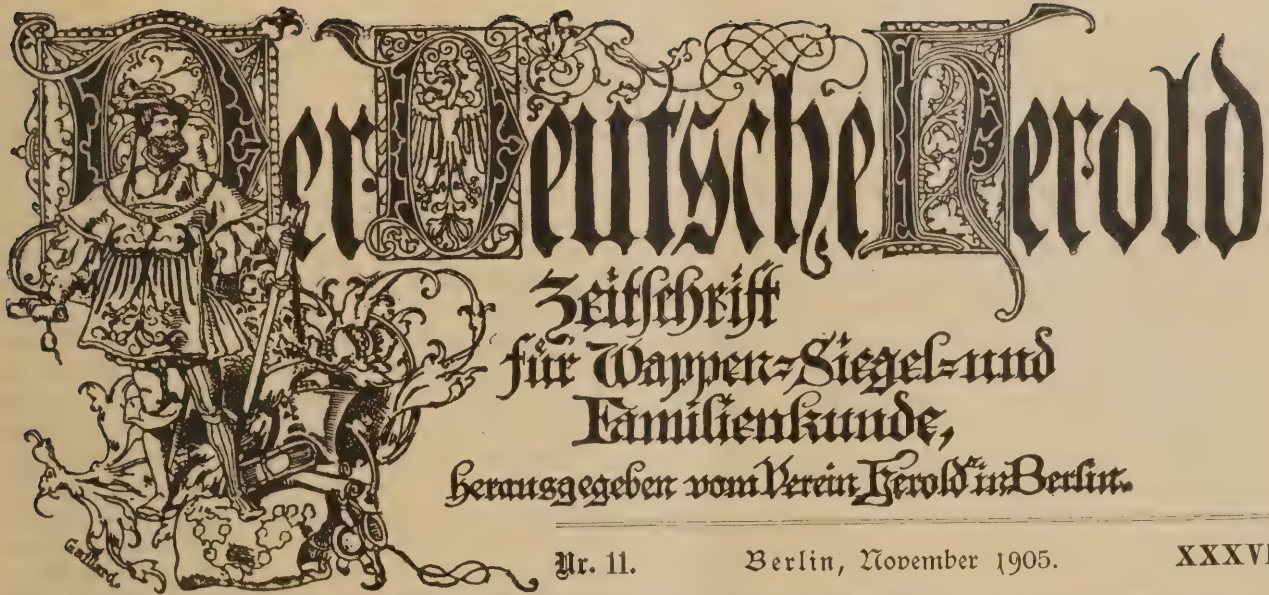 Der Deutsche Herold
Zeitschrift
für Wappen-Siegel- und
Familienkunde,
herausgegeben vom Verein Herold in Berlin.
Gaillard.
Nr. 11. Berlin, November 1905. XXXVI